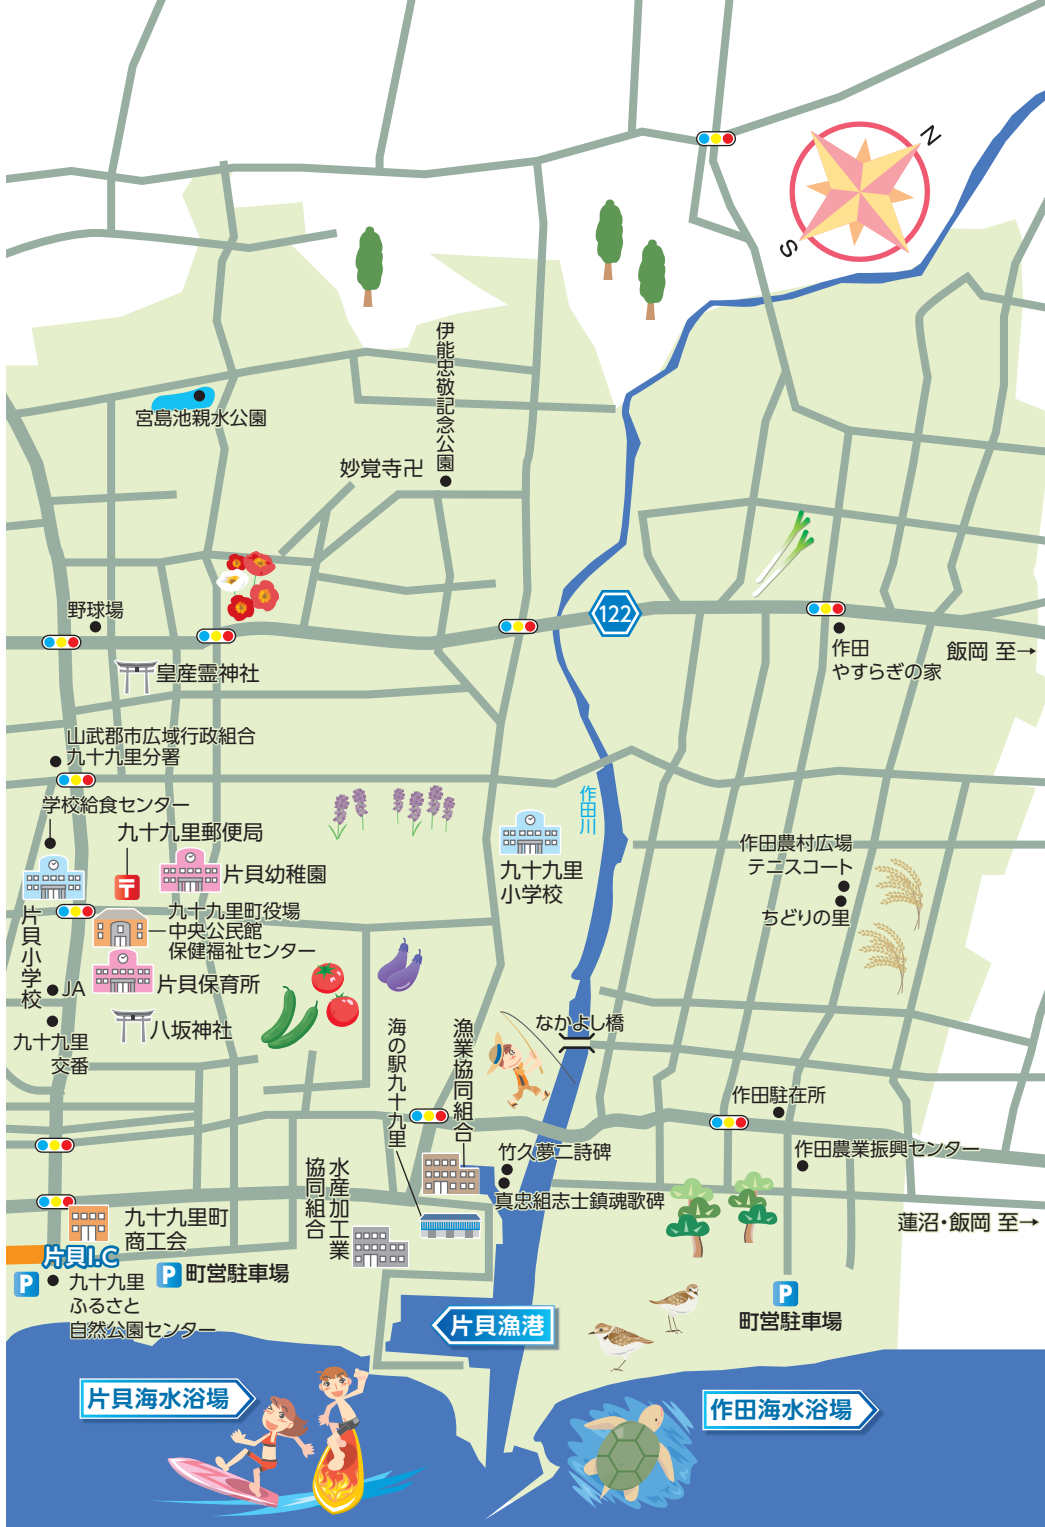 N
S
伊能忠敬記念公園
宮島池親水公園
妙覚寺卍
野球場
122
作田
やすらぎの家
飯岡 至→
皇産霊神社
山武郡市広域行政組合
九十九里分署
学校給食センター
九十九里郵便局
片貝幼稚園
作田川
九十九里
小学校
作田農村広場
テニスコート
ちどりの里
片貝小学校
九十九里町役場
中央公民館
保健福祉センター
JA
片貝保育所
八坂神社
九十九里
交番
海の駅九十九里
漁業協同組合
なかよし橋
作田駐在所
作田農業振興センター
竹久夢二詩碑
真忠組志士鎮魂歌碑
水産加工業
協同組合
九十九里町
商工会
蓮沼・飯岡 至→
片貝I.C
P
九十九里
ふるさと
自然公園センター
P
町営駐車場
P
町営駐車場
片貝漁港
片貝海水浴場
作田海水浴場